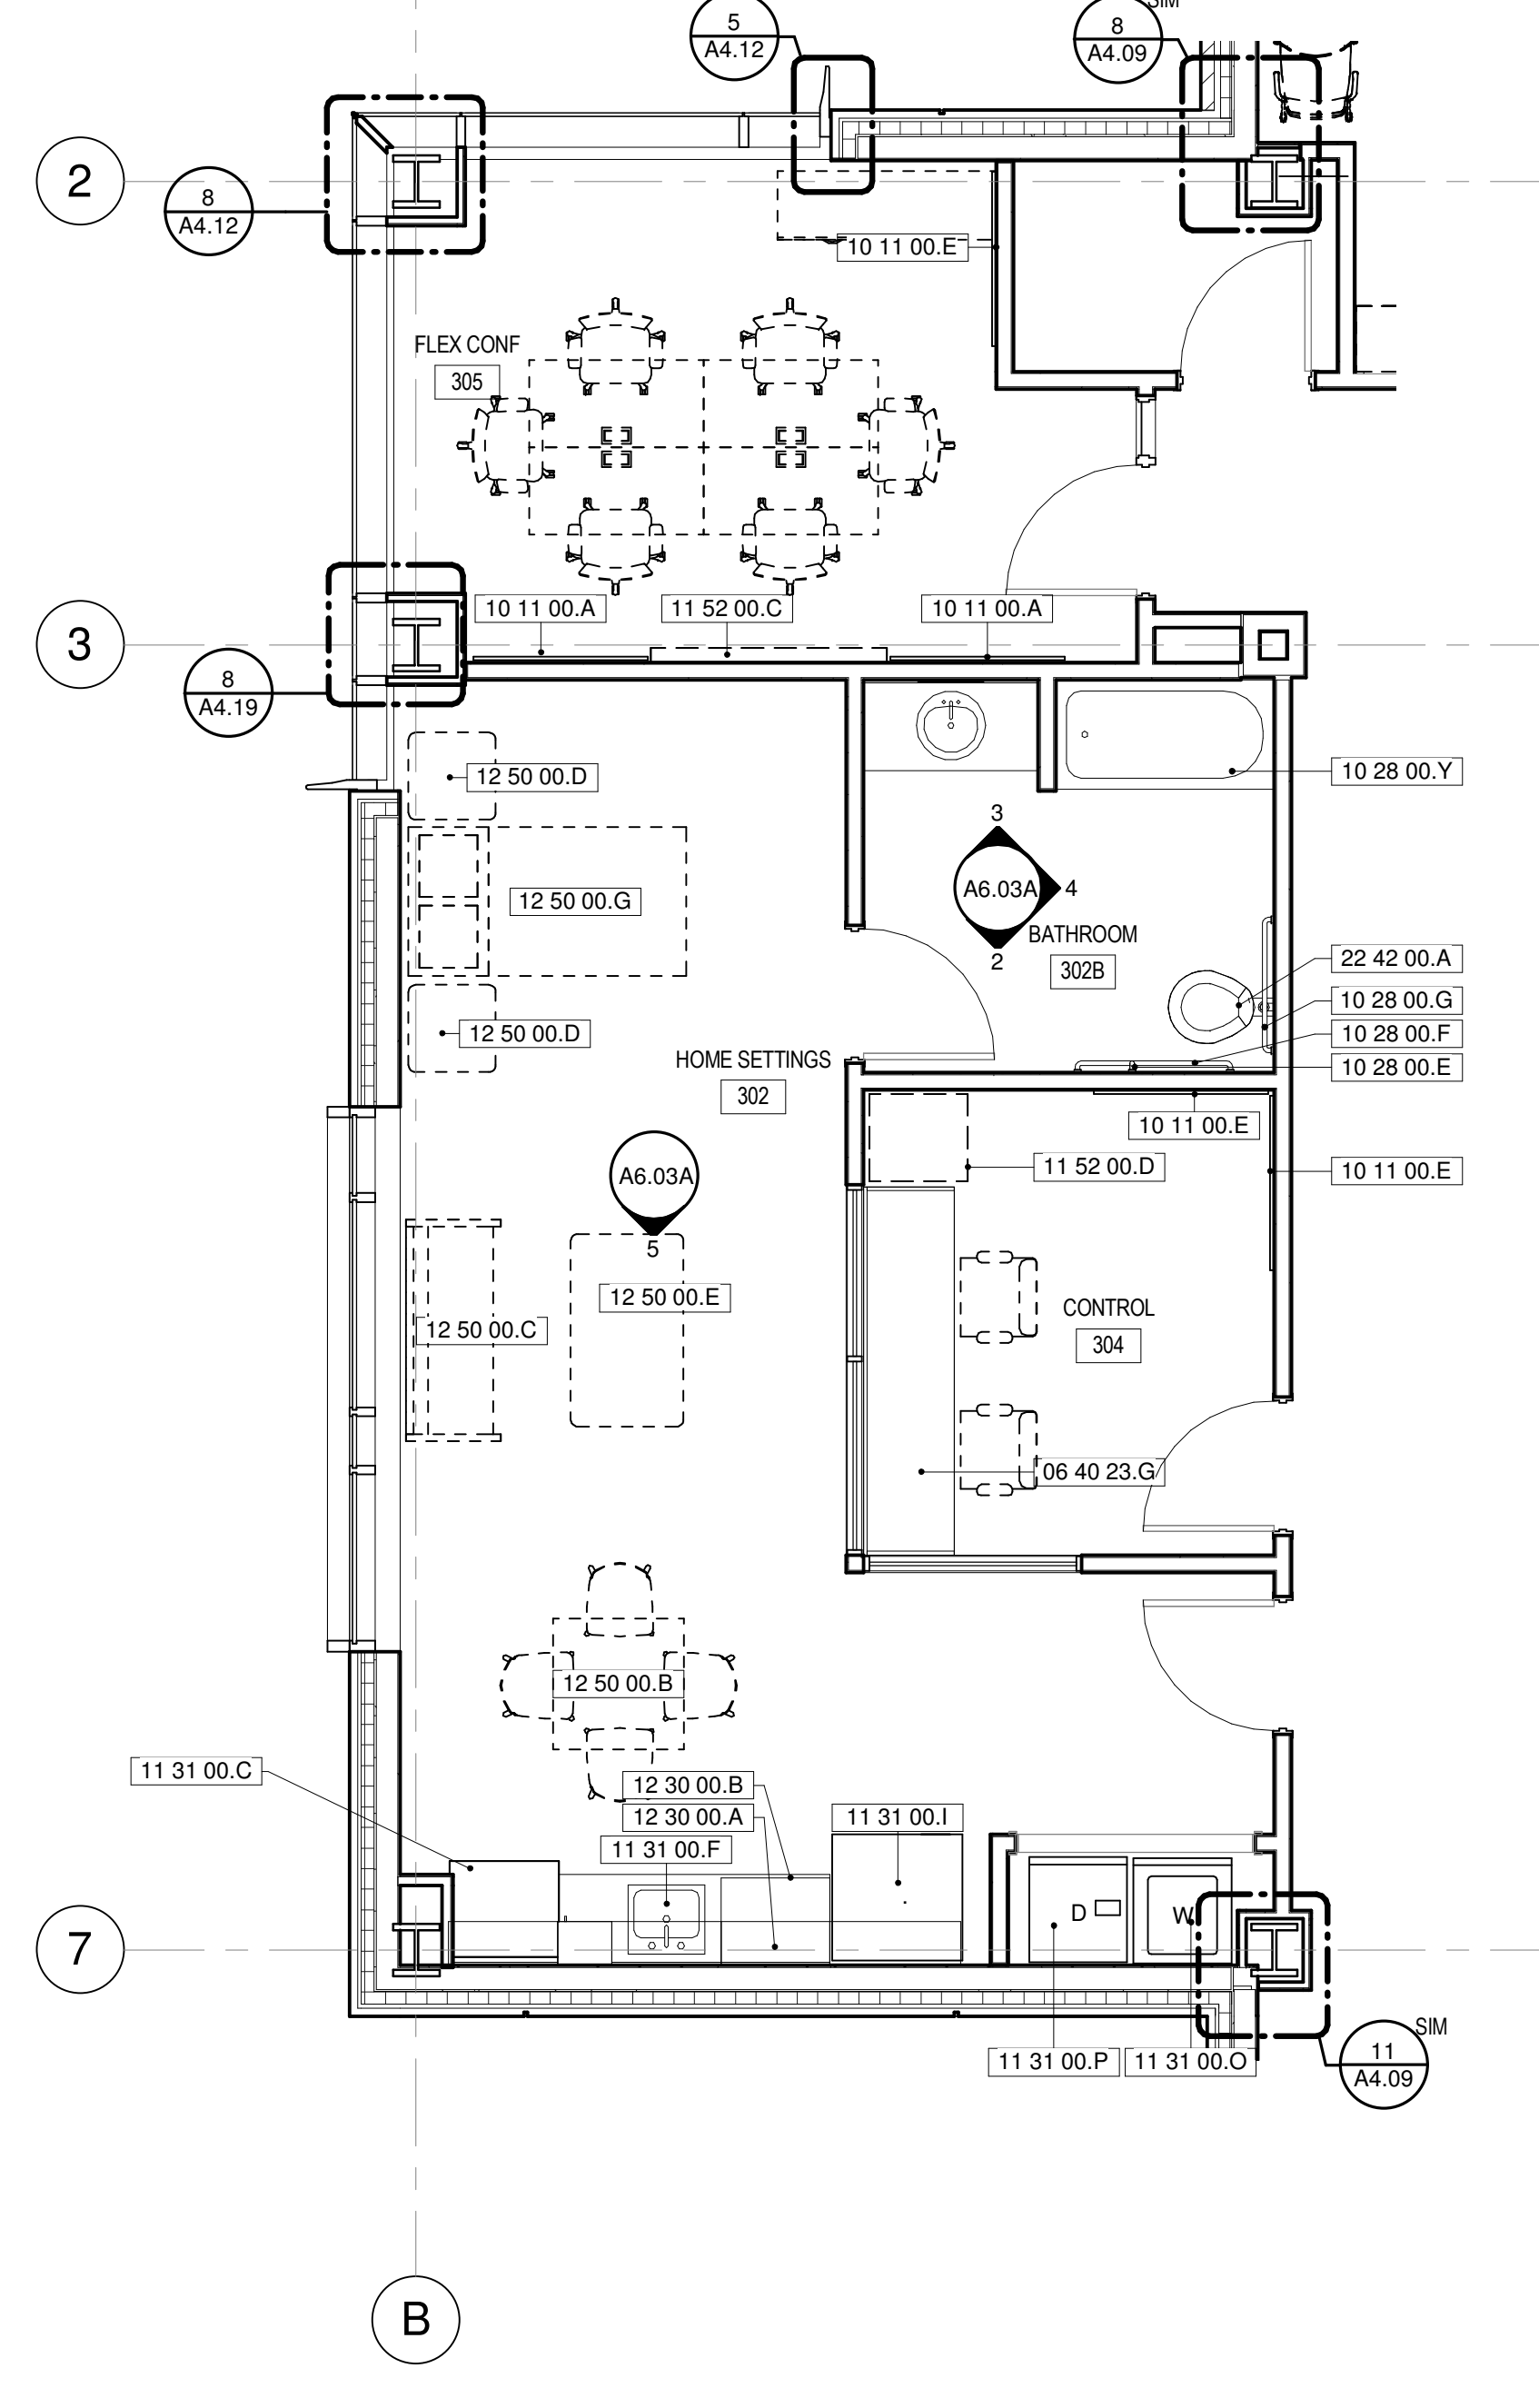 SIM
5
A4.12
8
A4.09
2
8
A4.12
10 11 00.E
FLEX CONF
305
3
10 11 00.A
11 52 00.C
10 11 00.A
8
A4.19
12 50 00.D
10 28 00.Y
12 50 00.G
3
A6.03A
4
2
BATHROOM
302B
22 42 00.A
10 28 00.G
10 28 00.F
10 28 00.E
12 50 00.D
HOME SETTINGS
302
10 11 00.E
11 52 00.D
10 11 00.E
A6.03A
5
12 50 00.E
12 50 00.C
CONTROL
304
06 40 23.G
12 50 00.B
11 31 00.C
12 30 00.B
12 30 00.A
11 31 00.F
11 31 00.I
D
W
7
11 31 00.P
11 31 00.O
SIM
11
A4.09
B